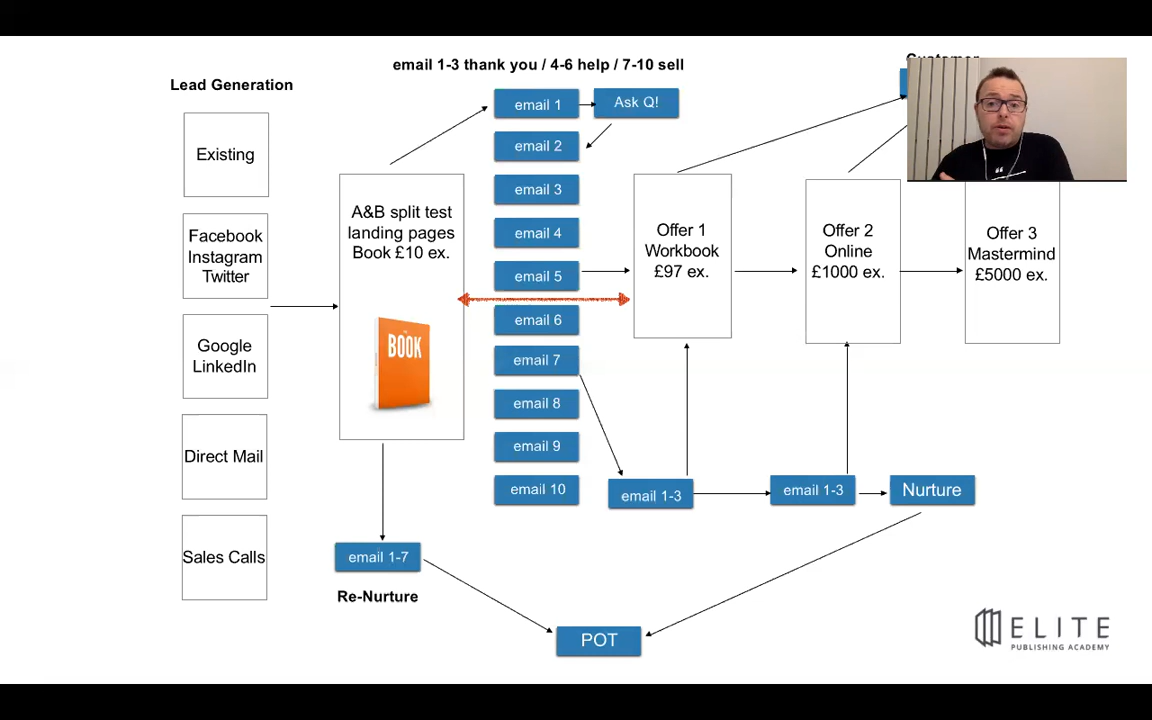 email 1-3 thank you / 4-6 help / 7-10 sell
Lead Generation
Existing
Facebook
Instagram
Twitter
Google
LinkedIn
Direct Mail
Sales Calls
A&B split test
landing pages
Book £10 ex.
BOOK
email 1-7
Re-Nurture
email 1
Ask Q!
email 2
email 3
email 4
email 5
email 6
email 7
email 8
email 9
email 10
Offer 1
Workbook
£97 ex.
Offer 2
Online
£1000 ex.
Customer
Offer 3
Mastermind
£5000 ex.
email 1-3
email 1-3
Nurture
POT
ELITE
PUBLISHING ACADEMY